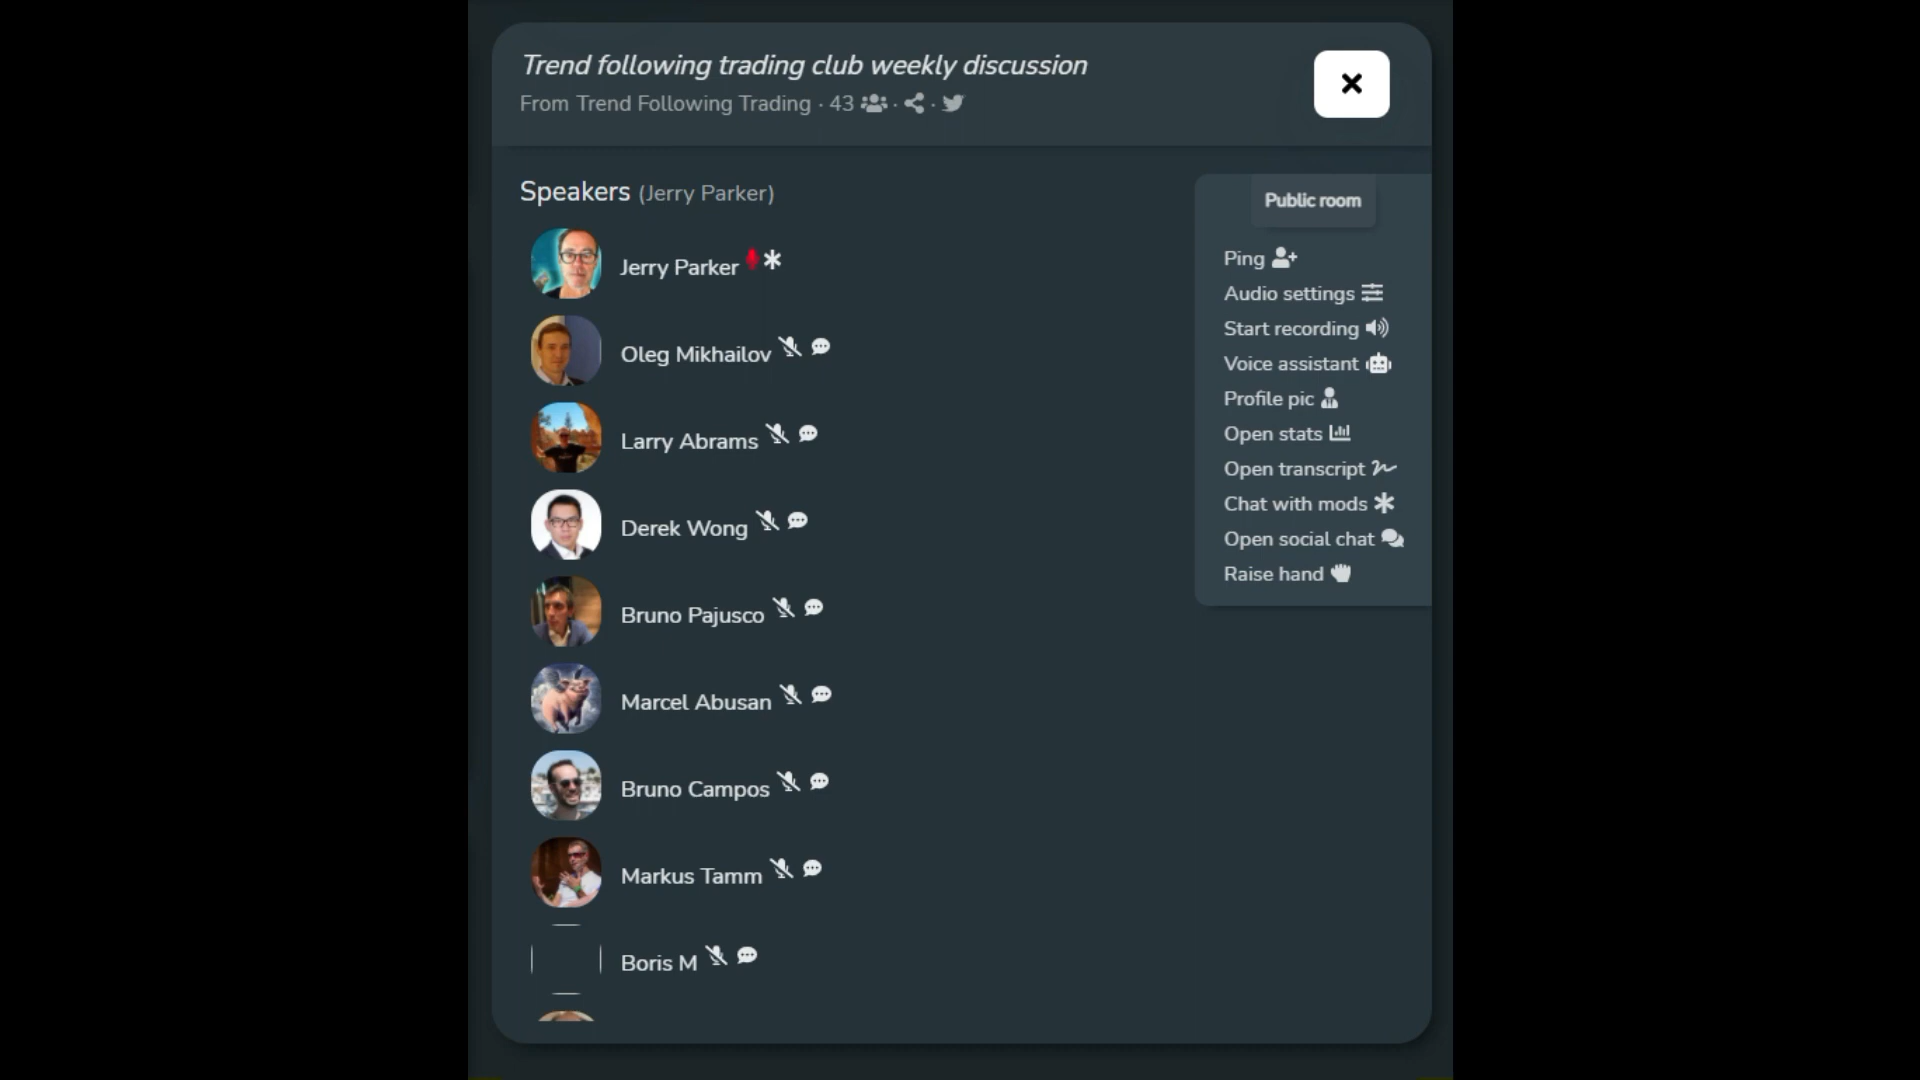 Trend following trading club weekly discussion
From Trend Following Trading · 43 · ·
Speakers (Jerry Parker)
Jerry Parker
Oleg Mikhailov
Larry Abrams
Derek Wong
Bruno Pajusco
Marcel Abusan
Bruno Campos
Markus Tamm
Boris M
Public room
Ping
Audio settings
Start recording
Voice assistant
Profile pic
Open stats
Open transcript
Chat with mods
Open social chat
Raise hand